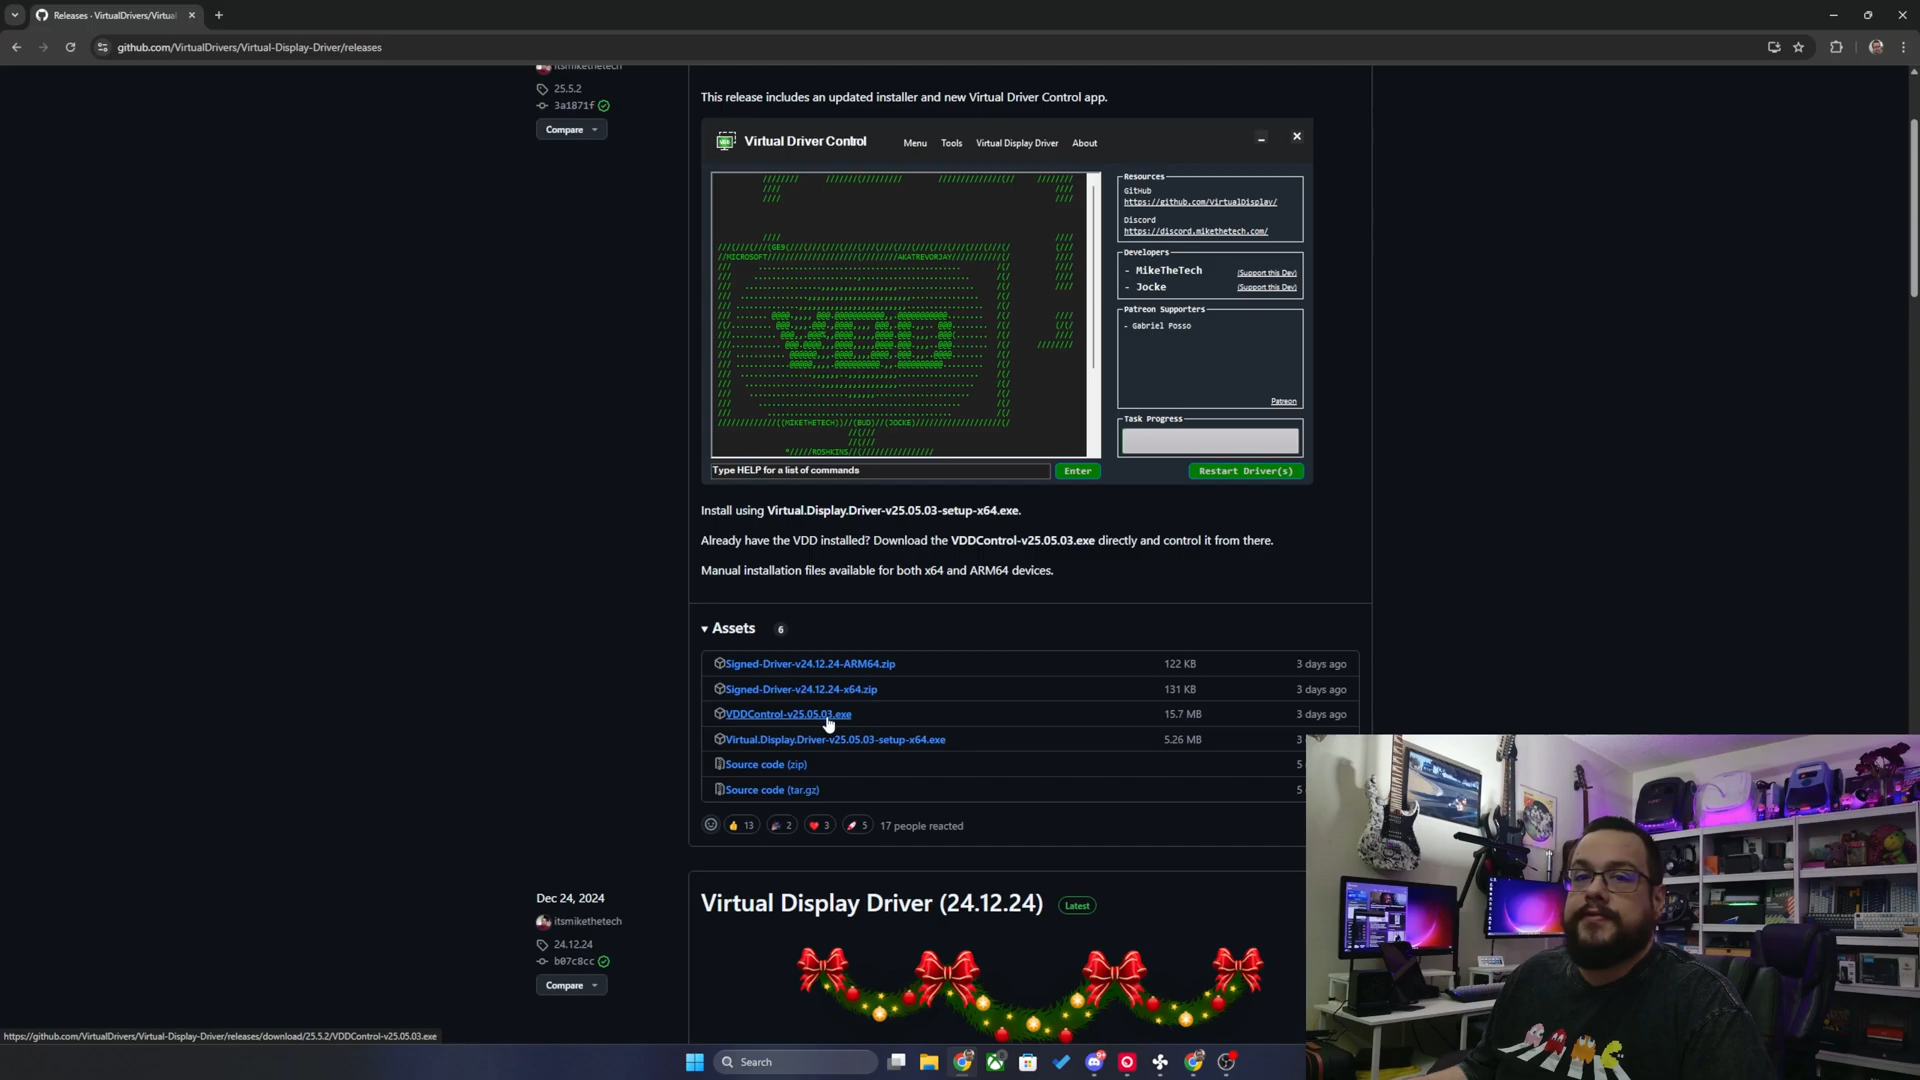 Releases · VirtualDrivers/Virtual
github.com/VirtualDrivers/Virtual-Display-Driver/releases
itsmikethetech
25.5.2
3a1871f
Compare
This release includes an updated installer and new Virtual Driver Control app.
Virtual Driver Control
Menu Tools Virtual Display Driver About
Resources
GitHub
https://github.com/VirtualDisplay/
Discord
https://discord.mikethetech.com/
Developers
- MikeTheTech (Support this Dev)
- Jocke (Support this Dev)
Patreon Supporters
- Gabriel Posso
Patreon
Task Progress
Type HELP for a list of commands Enter Restart Driver(s)
Install using Virtual.Display.Driver-v25.05.03-setup-x64.exe.
Already have the VDD installed? Download the VDDControl-v25.05.03.exe directly and control it from there.
Manual installation files available for both x64 and ARM64 devices.
Assets 6
Signed-Driver-v24.12.24-ARM64.zip 122 KB 3 days ago
Signed-Driver-v24.12.24-x64.zip 131 KB 3 days ago
VDDControl-v25.05.03.exe 15.7 MB 3 days ago
Virtual.Display.Driver-v25.05.03-setup-x64.exe 5.26 MB 3
Source code (zip) 5
Source code (tar.gz) 5
13 2 3 5 17 people reacted
Dec 24, 2024
itsmikethetech
24.12.24
b07c8cc
Compare
Virtual Display Driver (24.12.24) Latest
https://github.com/VirtualDrivers/Virtual-Display-Driver/releases/download/25.5.2/VDDControl-v25.05.03.exe
Search